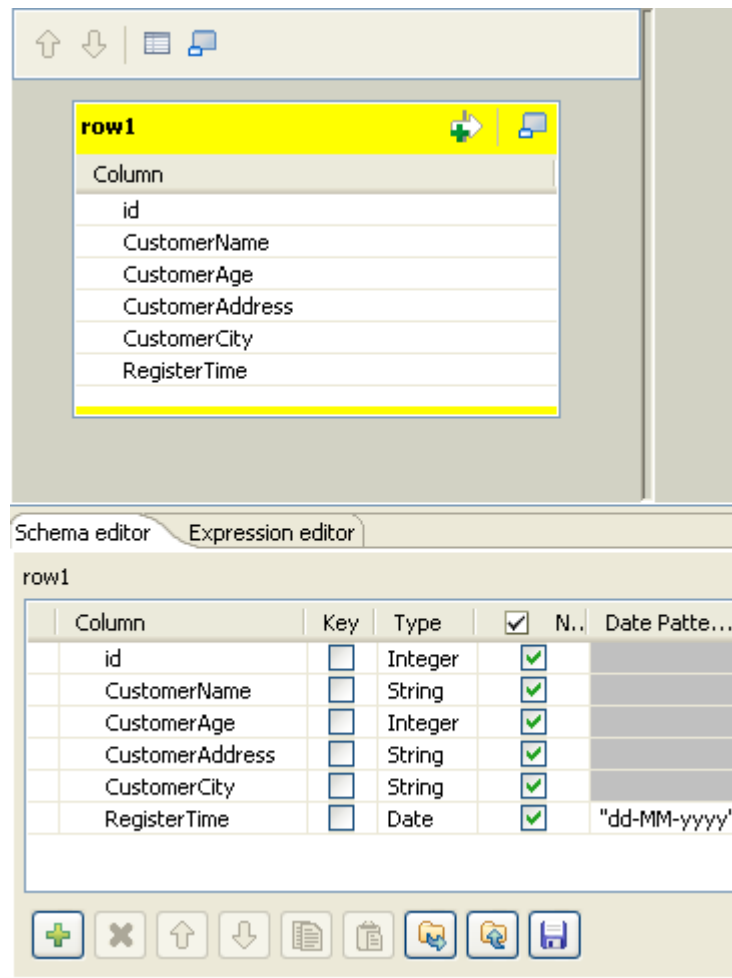 row1
Column
id
CustomerName
CustomerAge
CustomerAddress
CustomerCity
RegisterTime
Schema editor Expression editor
row1
Column Key Type N.. Date Patte...
id Integer
CustomerName String
CustomerAge Integer
CustomerAddress String
CustomerCity String
RegisterTime Date "dd-MM-yyyy"